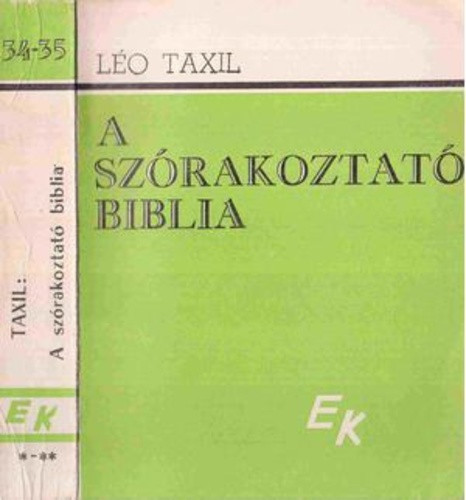 34-35
TAXIL:
A szórakoztató biblia
EK
*-**
LÉO TAXIL
A
SZÓRAKOZTATÓ
BIBLIA
EK